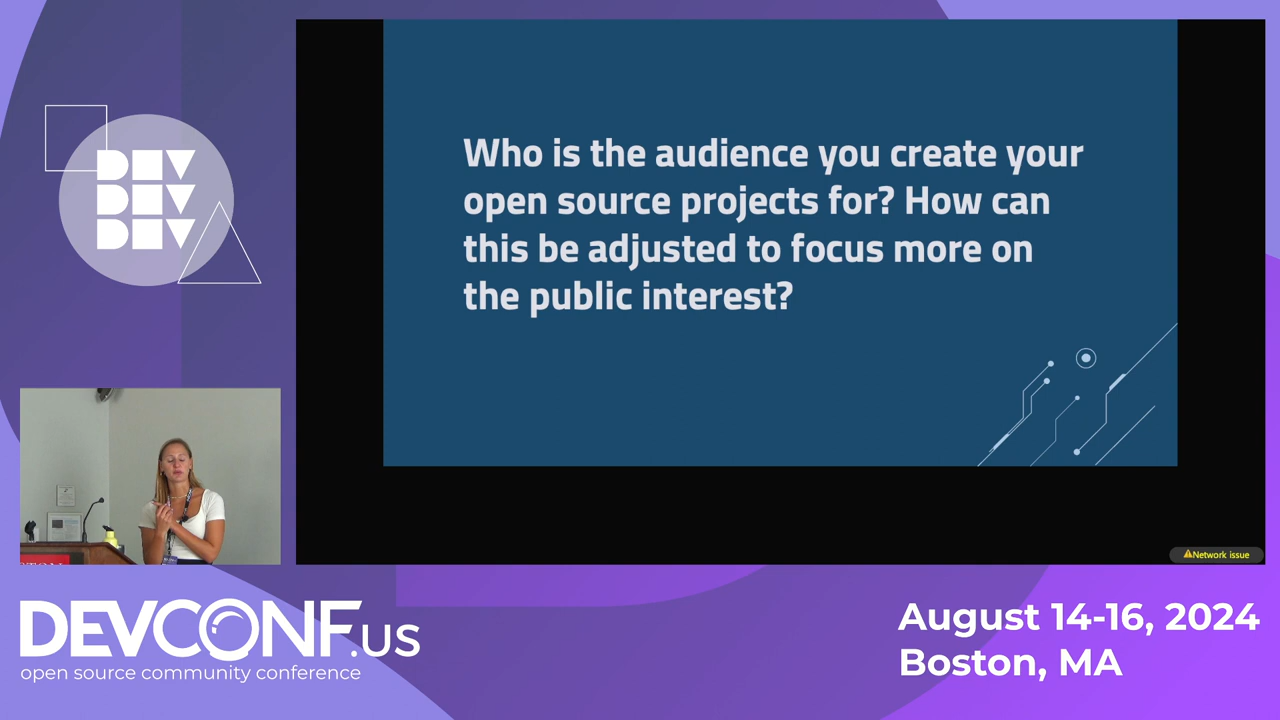 DEV
DEV
DEV
Who is the audience you create your
open source projects for? How can
this be adjusted to focus more on
the public interest?
Network issue
DEVCONF.US
open source community conference
August 14-16, 2024
Boston, MA